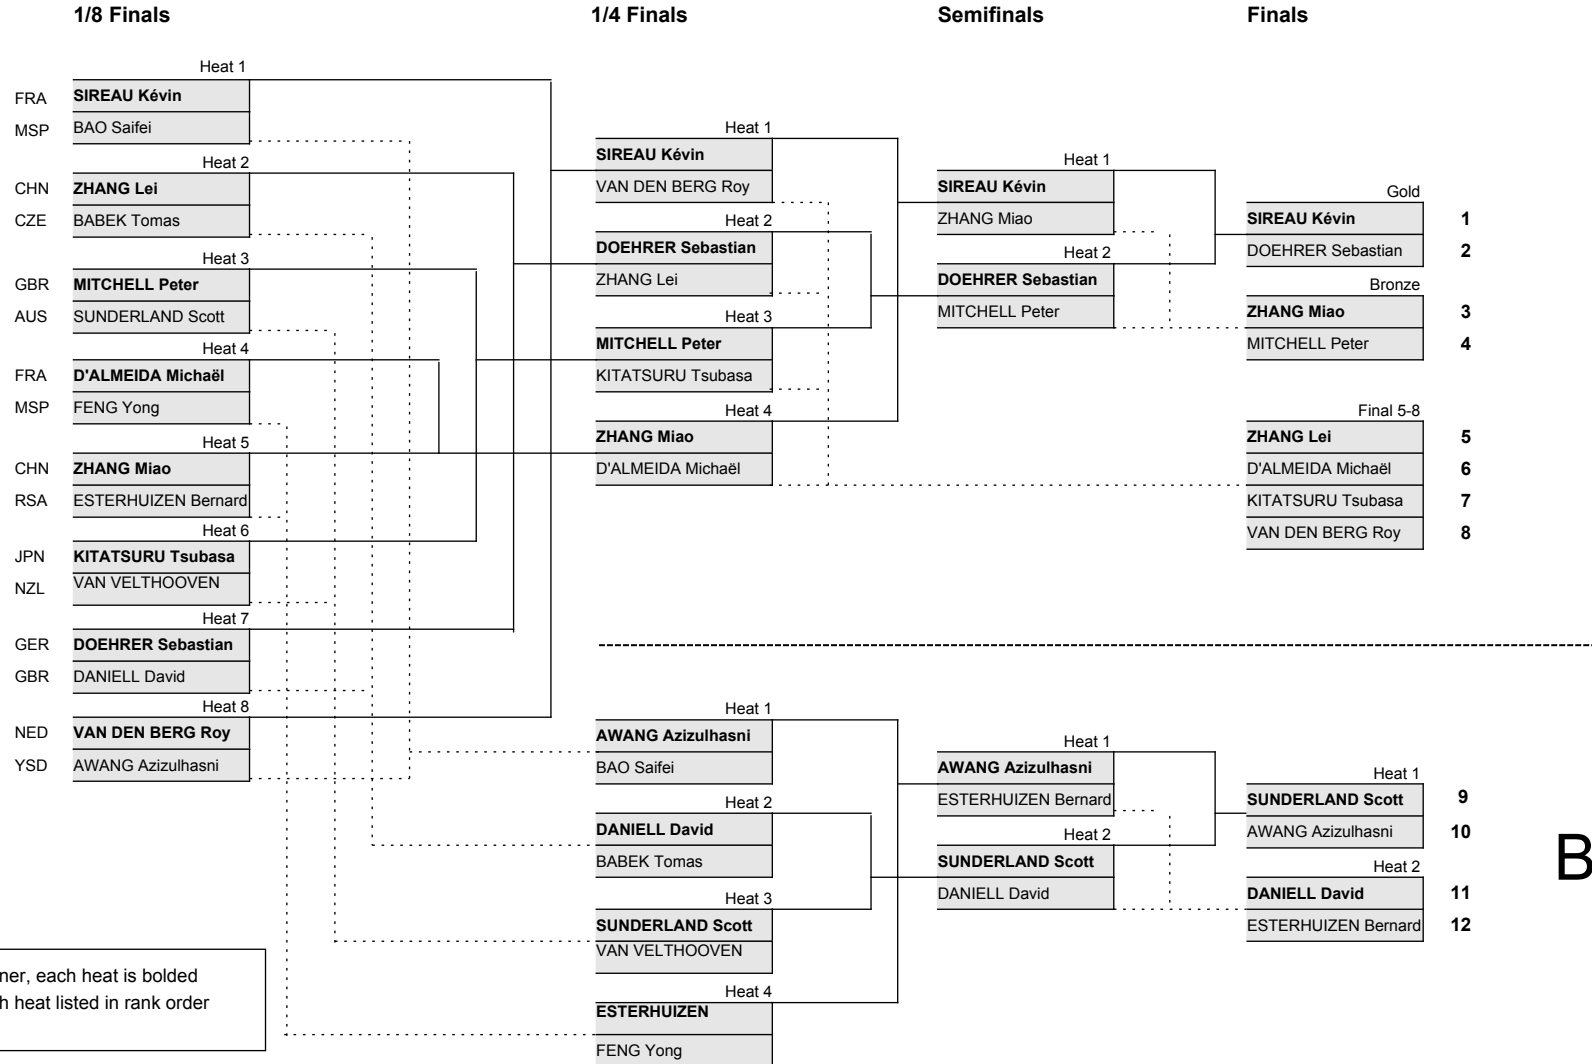 1/8 Finals 1/4 Finals Semifinals Finals
Heat 1
FRA SIREAU Kévin
MSP BAO Saifei
Heat 2
CHN ZHANG Lei
CZE BABEK Tomas
Heat 3
GBR MITCHELL Peter
AUS SUNDERLAND Scott
Heat 4
FRA D'ALMEIDA Michaël
MSP FENG Yong
Heat 5
CHN ZHANG Miao
RSA ESTERHUIZEN Bernard
Heat 6
JPN KITATSURU Tsubasa
NZL VAN VELTHOOVEN
Heat 7
GER DOEHRER Sebastian
GBR DANIELL David
Heat 8
NED VAN DEN BERG Roy
YSD AWANG Azizulhasni
Heat 1
SIREAU Kévin
VAN DEN BERG Roy
Heat 2
DOEHRER Sebastian
ZHANG Lei
Heat 3
MITCHELL Peter
KITATSURU Tsubasa
Heat 4
ZHANG Miao
D'ALMEIDA Michaël
Heat 1
SIREAU Kévin
ZHANG Miao
Heat 2
DOEHRER Sebastian
MITCHELL Peter
Gold
SIREAU Kévin 1
DOEHRER Sebastian 2
Bronze
ZHANG Miao 3
MITCHELL Peter 4
Final 5-8
ZHANG Lei 5
D'ALMEIDA Michaël 6
KITATSURU Tsubasa 7
VAN DEN BERG Roy 8
Heat 1
AWANG Azizulhasni
BAO Saifei
Heat 2
DANIELL David
BABEK Tomas
Heat 3
SUNDERLAND Scott
VAN VELTHOOVEN
Heat 4
ESTERHUIZEN
FENG Yong
Heat 1
AWANG Azizulhasni
ESTERHUIZEN Bernard
Heat 2
SUNDERLAND Scott
DANIELL David
Heat 1
SUNDERLAND Scott 9
AWANG Azizulhasni 10
Heat 2
DANIELL David 11
ESTERHUIZEN Bernard 12
B
ner, each heat is bolded
h heat listed in rank order